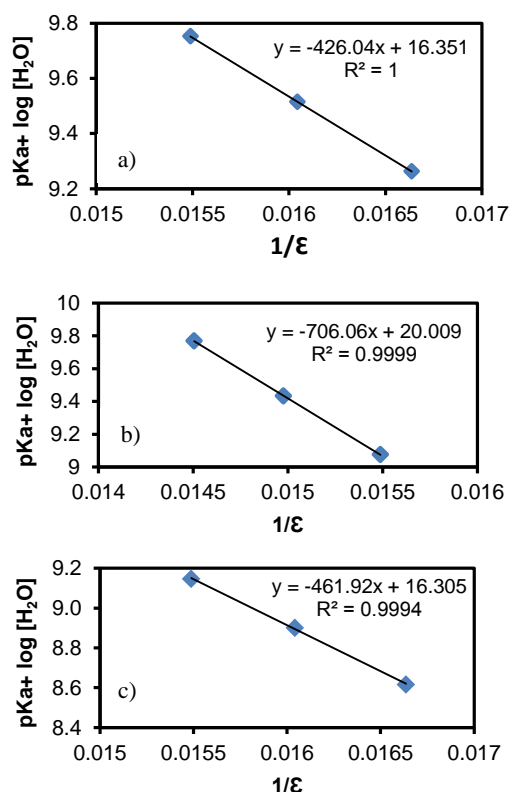 9.8
9.6
9.4
9.2
pKa+ log [H₂O]
y = -426.04x + 16.351
R² = 1
a)
0.015 0.0155 0.016 0.0165 0.017
1/Ɛ
10
9.8
9.6
9.4
9.2
9
pKa+ log [H₂O]
y = -706.06x + 20.009
R² = 0.9999
b)
0.014 0.0145 0.015 0.0155 0.016
1/Ɛ
9.2
9.0
8.8
8.6
8.4
pKa+ log [H₂O]
y = -461.92x + 16.305
R² = 0.9994
c)
0.015 0.0155 0.016 0.0165 0.017
1/Ɛ